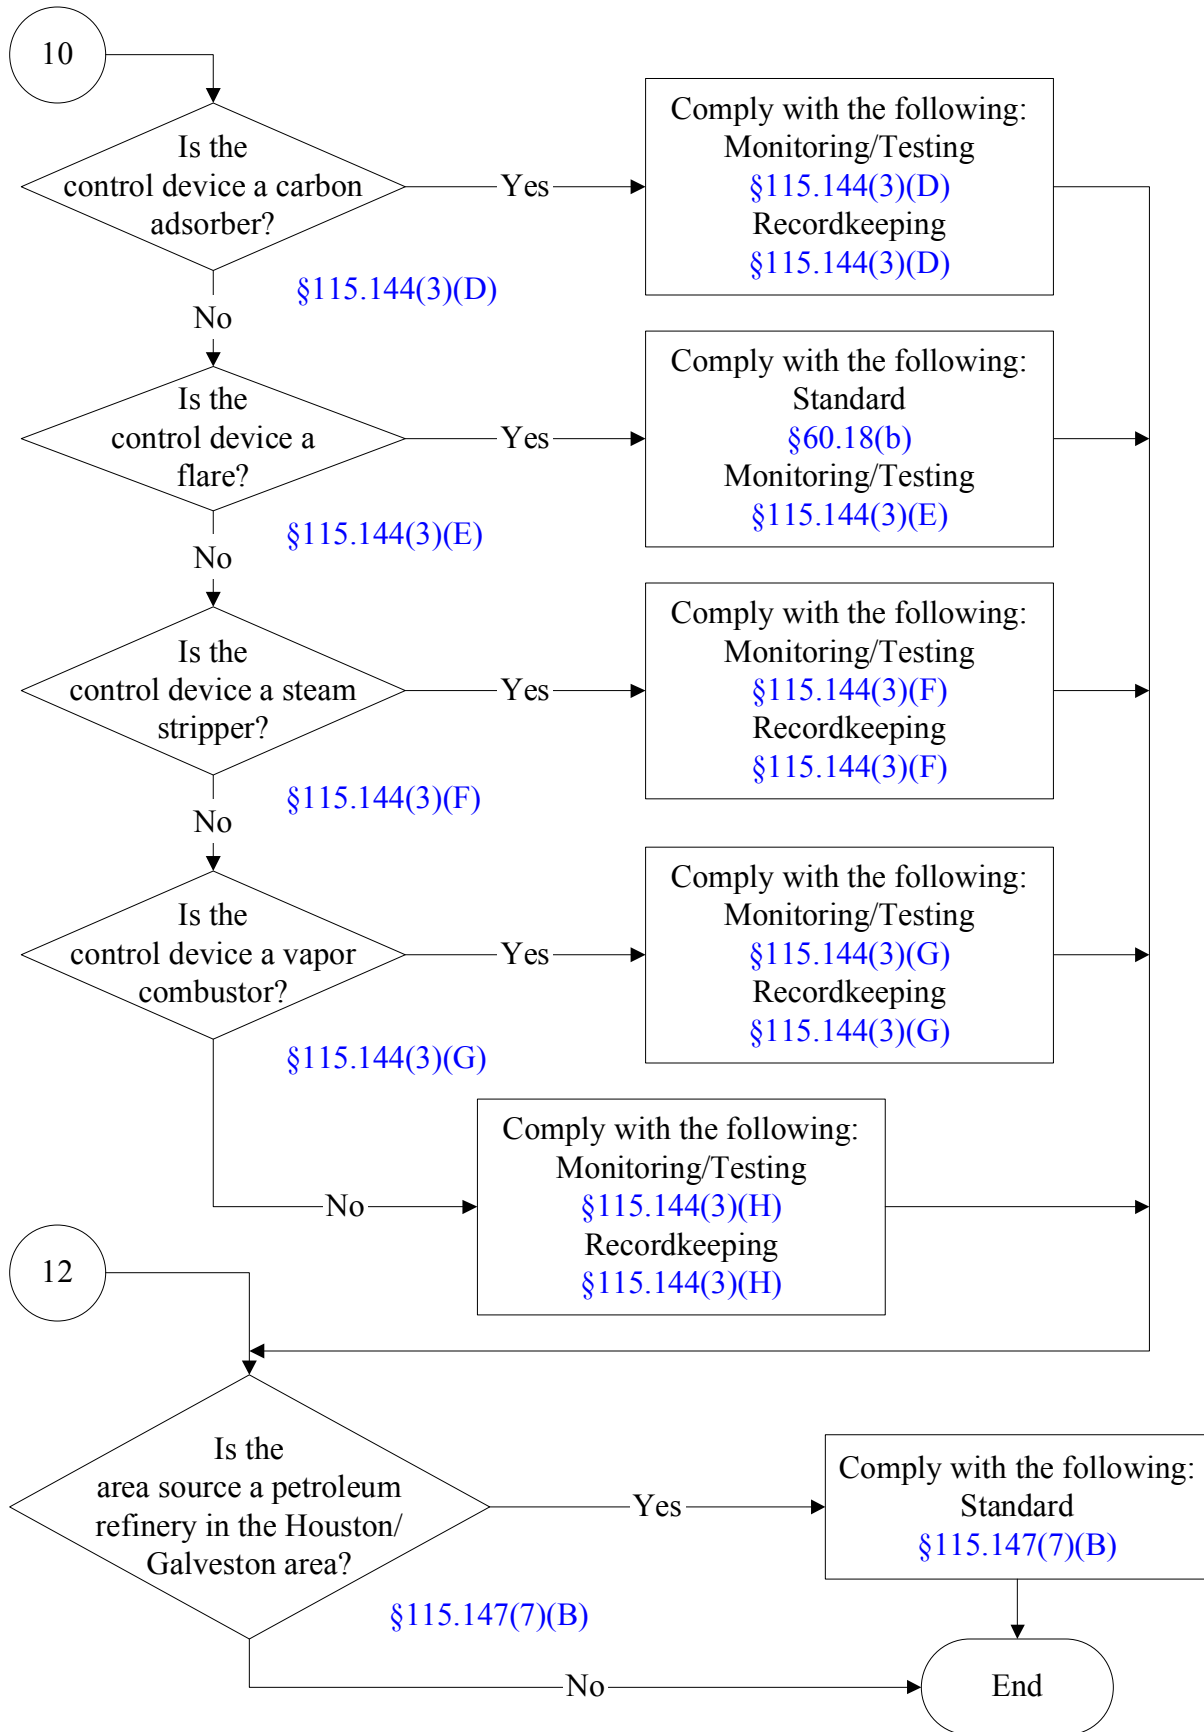 10
Is the
control device a carbon
adsorber?
Yes
Comply with the following:
Monitoring/Testing
§115.144(3)(D)
Recordkeeping
§115.144(3)(D)
§115.144(3)(D)
No
Is the
control device a
flare?
Yes
Comply with the following:
Standard
§60.18(b)
Monitoring/Testing
§115.144(3)(E)
§115.144(3)(E)
No
Is the
control device a steam
stripper?
Yes
Comply with the following:
Monitoring/Testing
§115.144(3)(F)
Recordkeeping
§115.144(3)(F)
§115.144(3)(F)
No
Is the
control device a vapor
combustor?
Yes
Comply with the following:
Monitoring/Testing
§115.144(3)(G)
Recordkeeping
§115.144(3)(G)
§115.144(3)(G)
No
Comply with the following:
Monitoring/Testing
§115.144(3)(H)
Recordkeeping
§115.144(3)(H)
12
Is the
area source a petroleum
refinery in the Houston/
Galveston area?
Yes
Comply with the following:
Standard
§115.147(7)(B)
§115.147(7)(B)
No
End